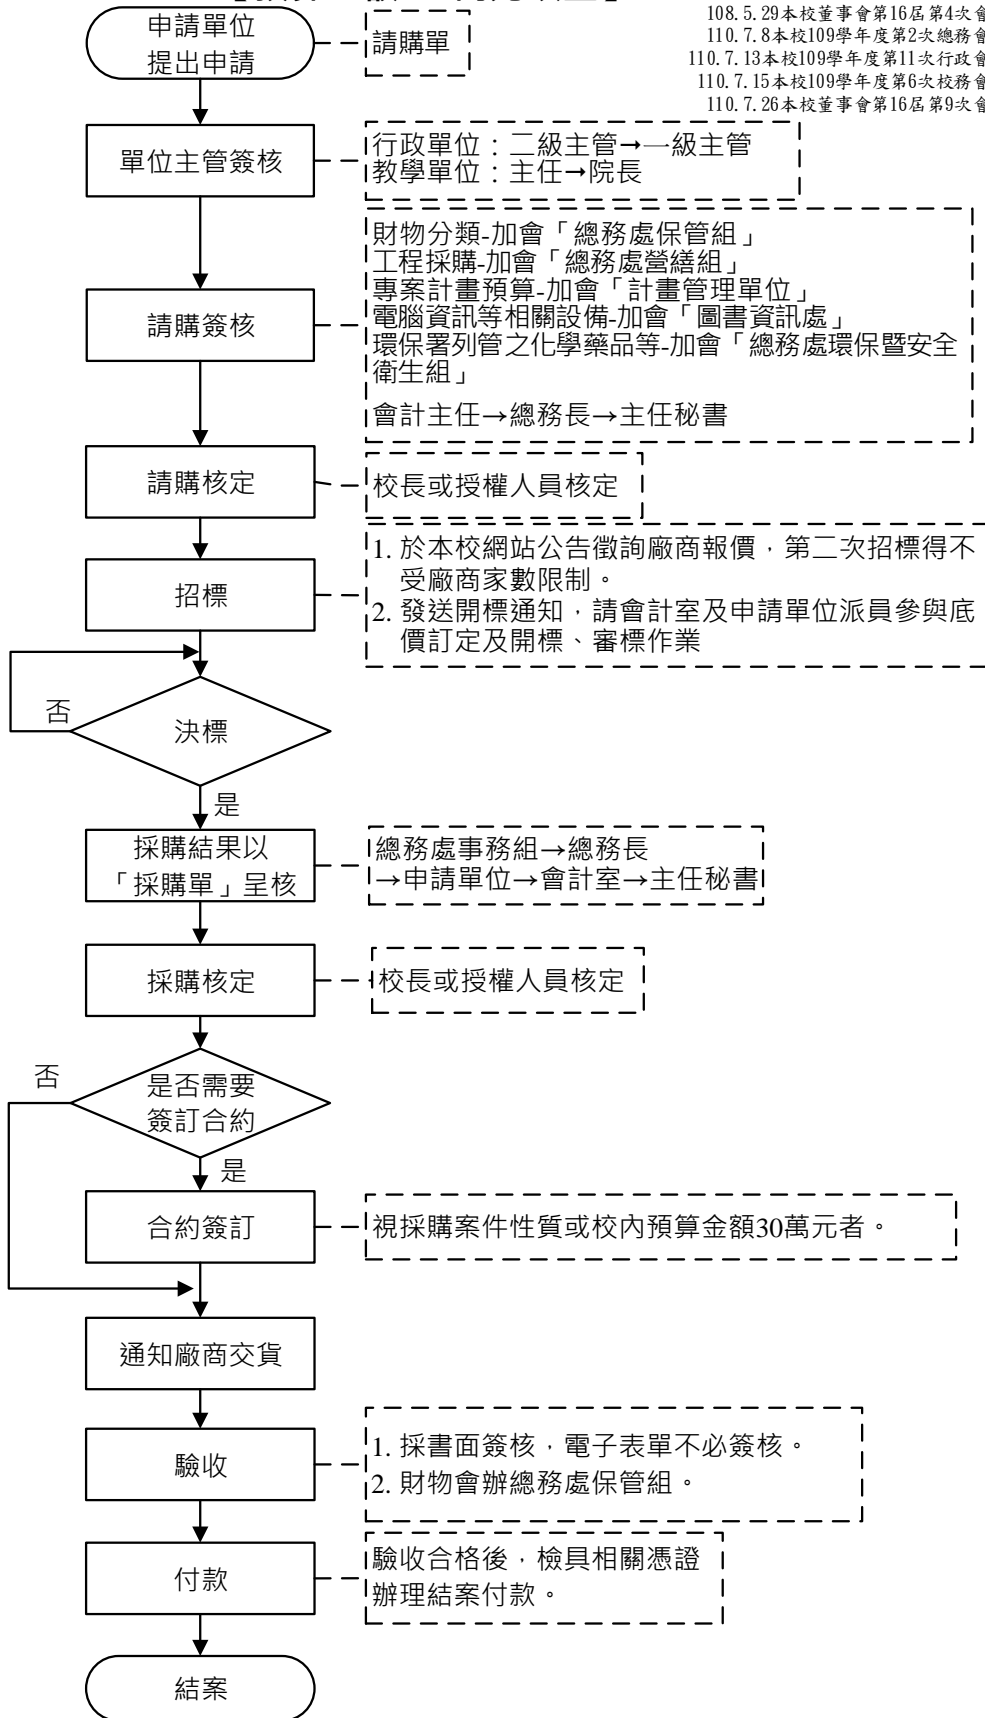 108.5.29本校董事會第16屆第4次會
110.7.8本校109學年度第2次總務會
110.7.13本校109學年度第11次行政會
110.7.15本校109學年度第6次校務會
110.7.26本校董事會第16屆第9次會
申請單位
提出申請
請購單
單位主管簽核
行政單位：二級主管→一級主管
教學單位：主任→院長
請購簽核
財物分類-加會「總務處保管組」
工程採購-加會「總務處營繕組」
專案計畫預算-加會「計畫管理單位」
電腦資訊等相關設備-加會「圖書資訊處」
環保署列管之化學藥品等-加會「總務處環保暨安全
衛生組」
會計主任→總務長→主任秘書
請購核定
校長或授權人員核定
招標
1. 於本校網站公告徵詢廠商報價，第二次招標得不
受廠商家數限制。
2. 發送開標通知，請會計室及申請單位派員參與底
價訂定及開標、審標作業
否
決標
是
採購結果以
「採購單」呈核
總務處事務組→總務長
→申請單位→會計室→主任秘書
採購核定
校長或授權人員核定
否
是否需要
簽訂合約
是
合約簽訂
視採購案件性質或校內預算金額30萬元者。
通知廠商交貨
驗收
1. 採書面簽核，電子表單不必簽核。
2. 財物會辦總務處保管組。
付款
驗收合格後，檢具相關憑證
辦理結案付款。
結案